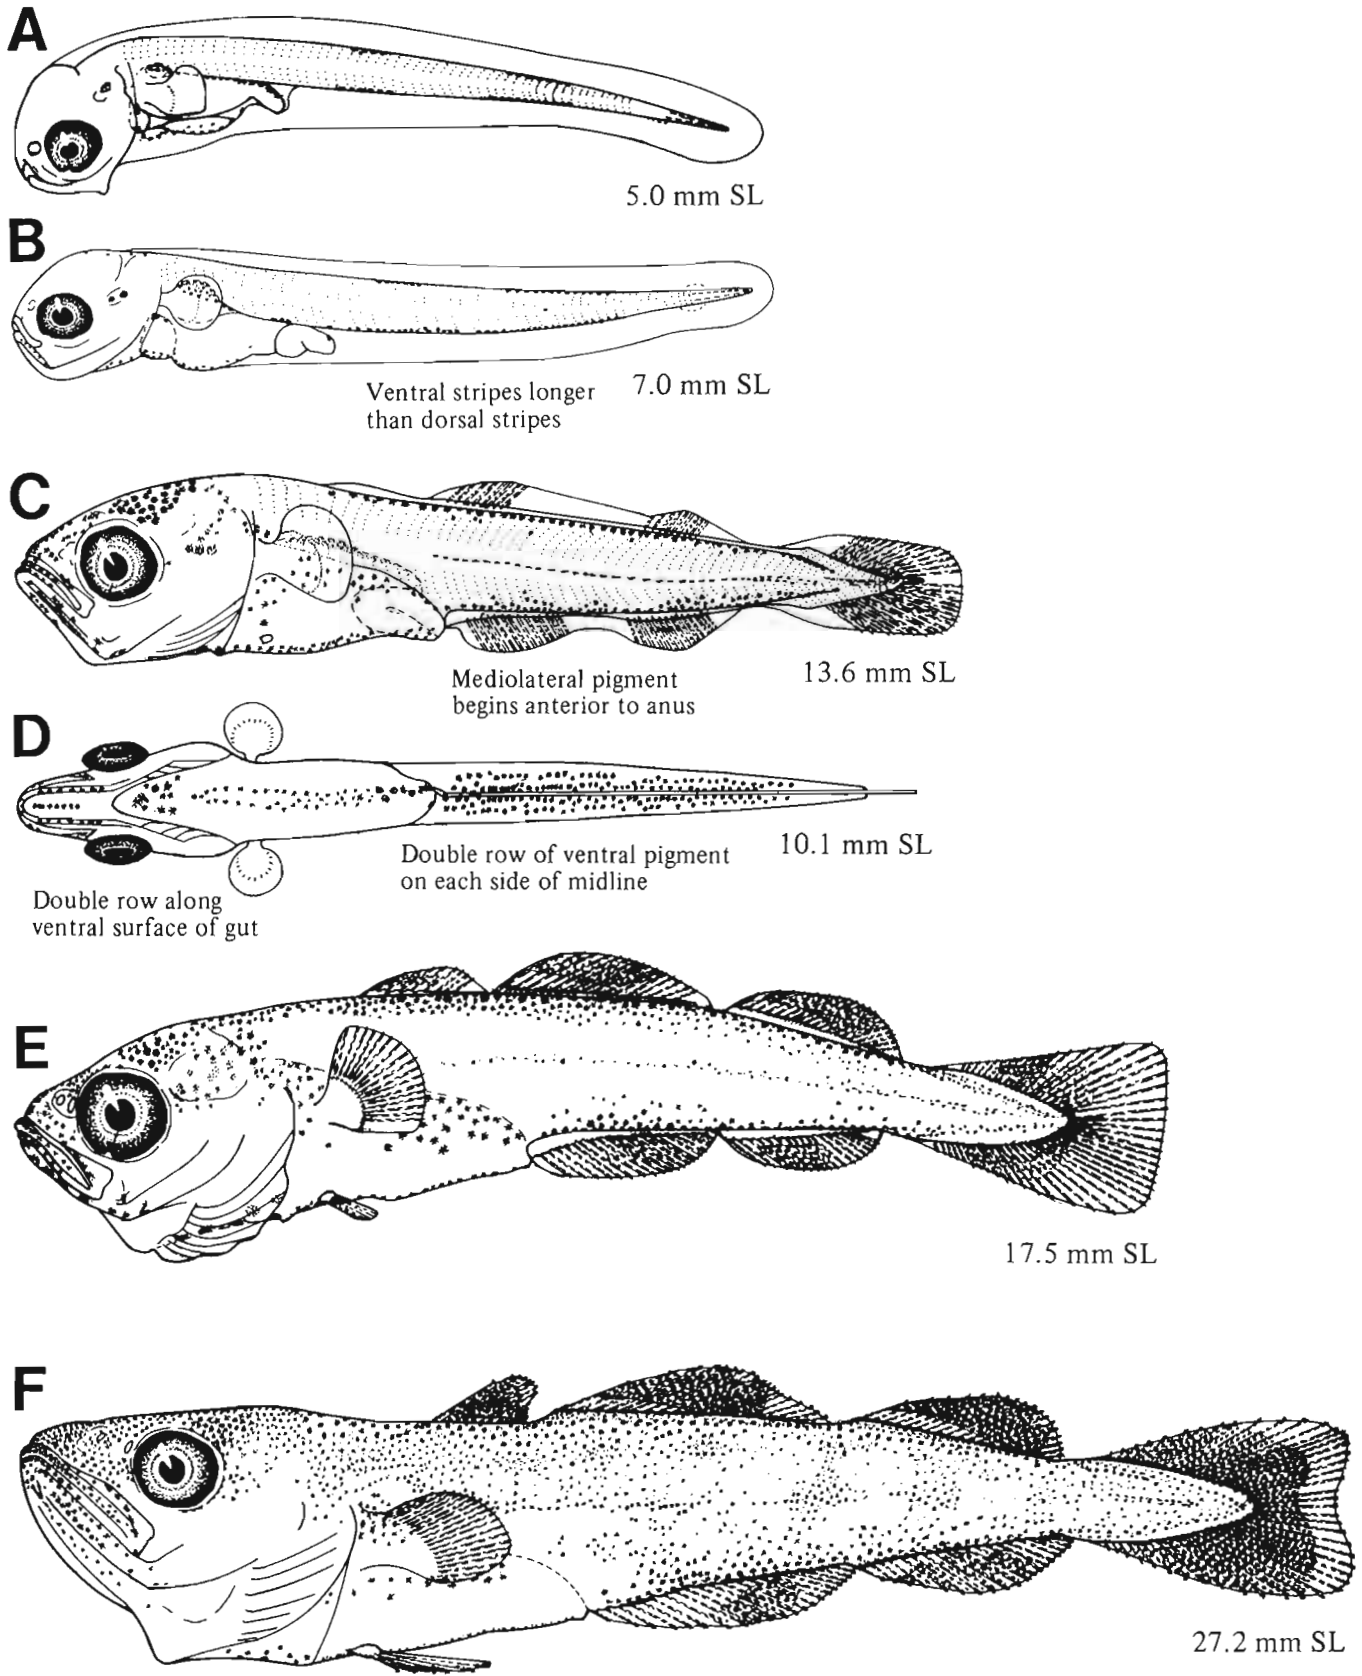 A
5.0 mm SL
B
7.0 mm SL
Ventral stripes longer
than dorsal stripes
C
13.6 mm SL
Mediolateral pigment
begins anterior to anus
D
10.1 mm SL
Double row of ventral pigment
on each side of midline
Double row along
ventral surface of gut
E
17.5 mm SL
F
27.2 mm SL